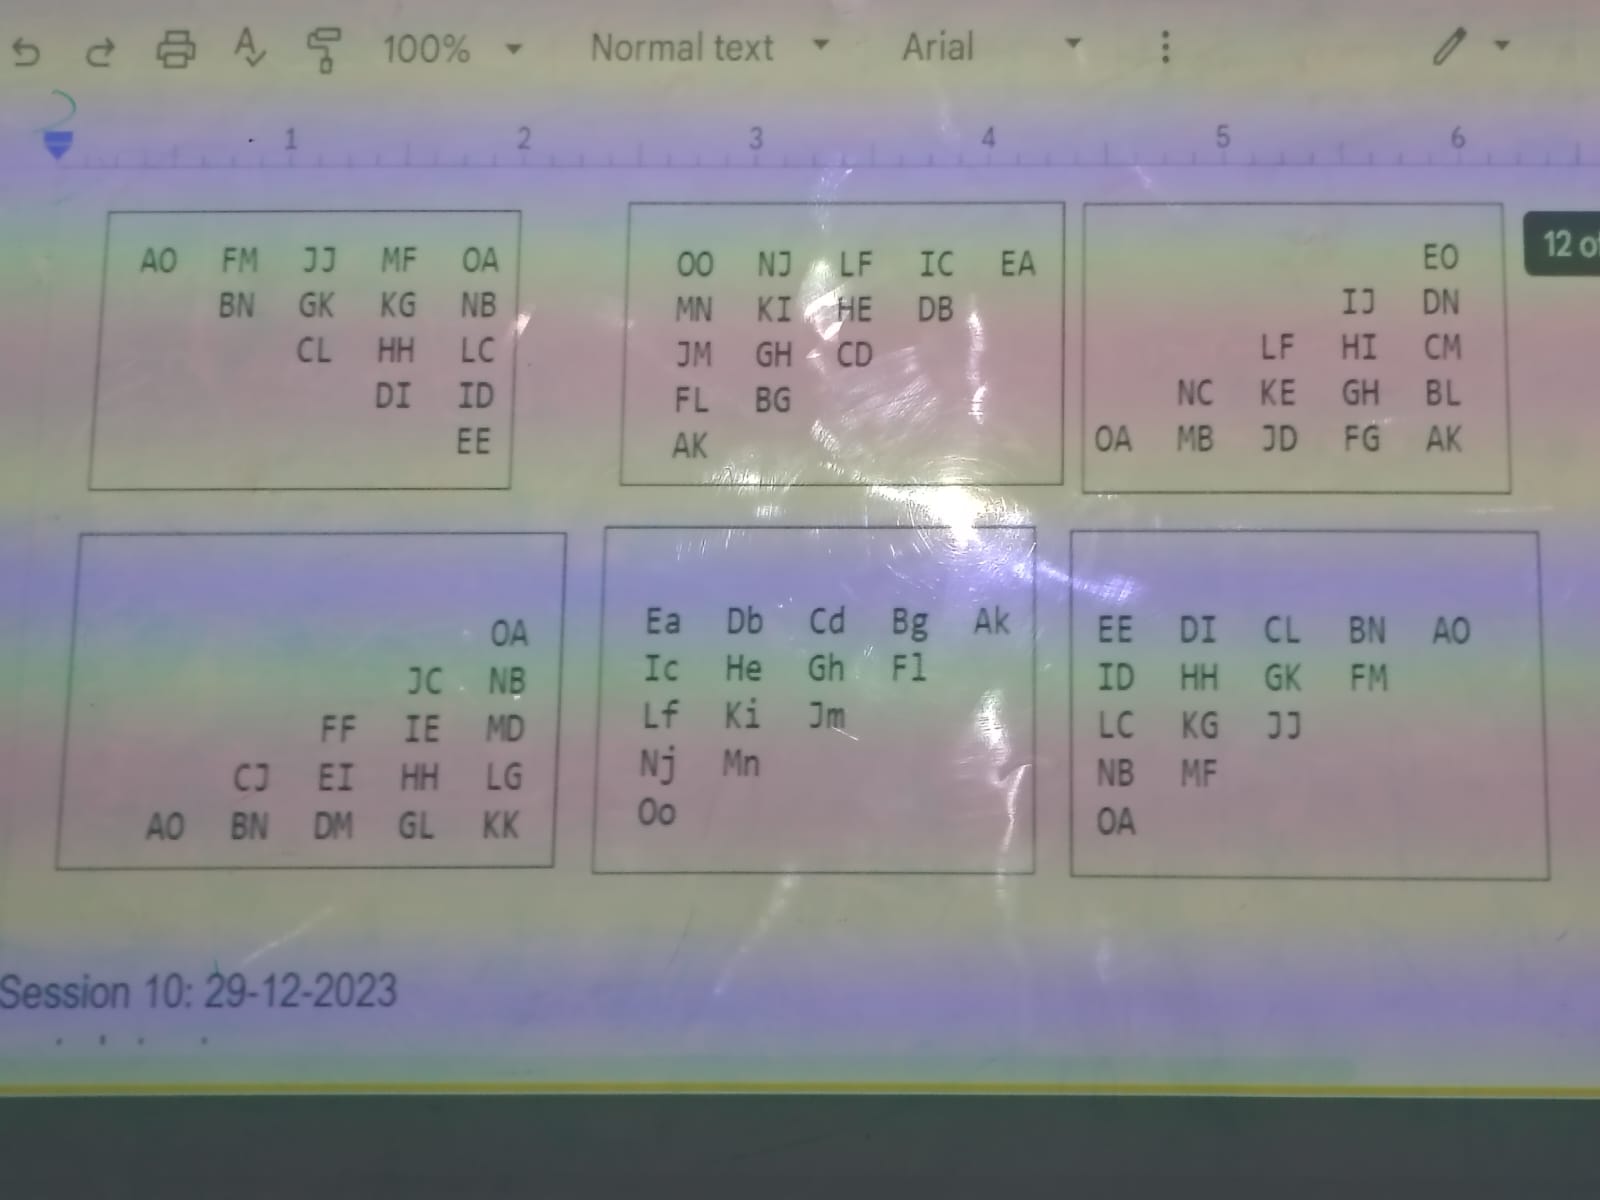 100% Normal text Arial
1 2 3 4 5 6
12 o
AO FM JJ MF OA
BN GK KG NB
CL HH LC
DI ID
EE
OO NJ LF IC EA
MN KI HE DB
JM GH CD
FL BG
AK
EO
IJ DN
LF HI CM
NC KE GH BL
OA MB JD FG AK
OA
JC NB
FF IE MD
CJ EI HH LG
AO BN DM GL KK
Ea Db Cd Bg Ak
Ic He Gh Fl
Lf Ki Jm
Nj Mn
Oo
EE DI CL BN AO
ID HH GK FM
LC KG JJ
NB MF
OA
Session 10: 29-12-2023